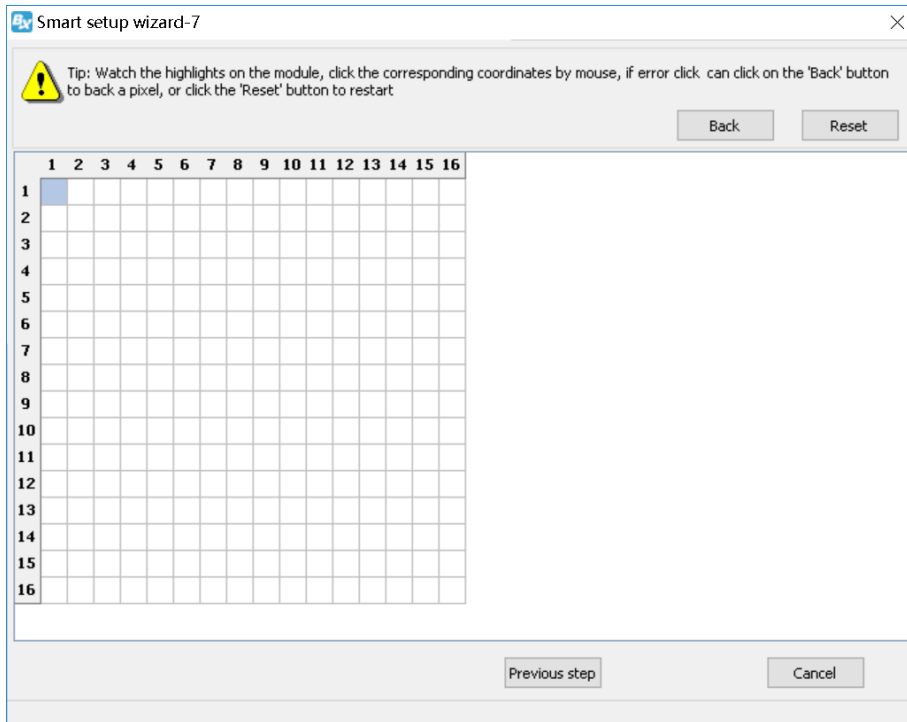 BX Smart setup wizard-7
Tip: Watch the highlights on the module, click the corresponding coordinates by mouse, if error click can click on the 'Back' button
to back a pixel, or click the 'Reset' button to restart
Back Reset
1 2 3 4 5 6 7 8 9 10 11 12 13 14 15 16
1
2
3
4
5
6
7
8
9
10
11
12
13
14
15
16
Previous step Cancel